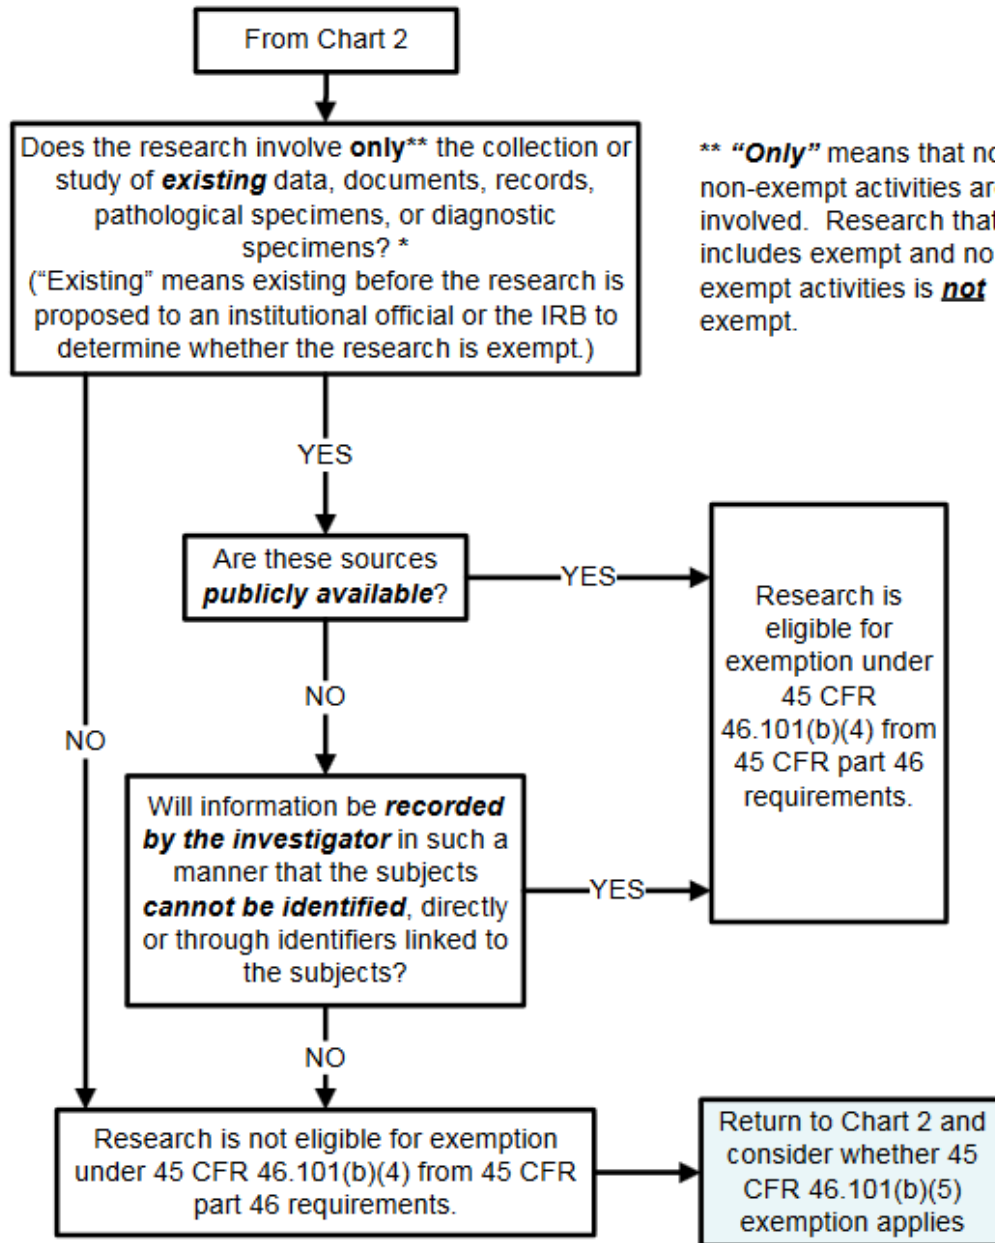 From Chart 2
Does the research involve only** the collection or
study of existing data, documents, records,
pathological specimens, or diagnostic
specimens? *
(“Existing” means existing before the research is
proposed to an institutional official or the IRB to
determine whether the research is exempt.)
** “Only” means that no
non-exempt activities are
involved. Research that
includes exempt and no
exempt activities is not
exempt.
YES
Are these sources
publicly available?
YES
Research is
eligible for
exemption under
45 CFR
46.101(b)(4) from
45 CFR part 46
requirements.
NO
NO
Will information be recorded
by the investigator in such a
manner that the subjects
cannot be identified, directly
or through identifiers linked to
the subjects?
YES
NO
Research is not eligible for exemption
under 45 CFR 46.101(b)(4) from 45 CFR
part 46 requirements.
Return to Chart 2 and
consider whether 45
CFR 46.101(b)(5)
exemption applies